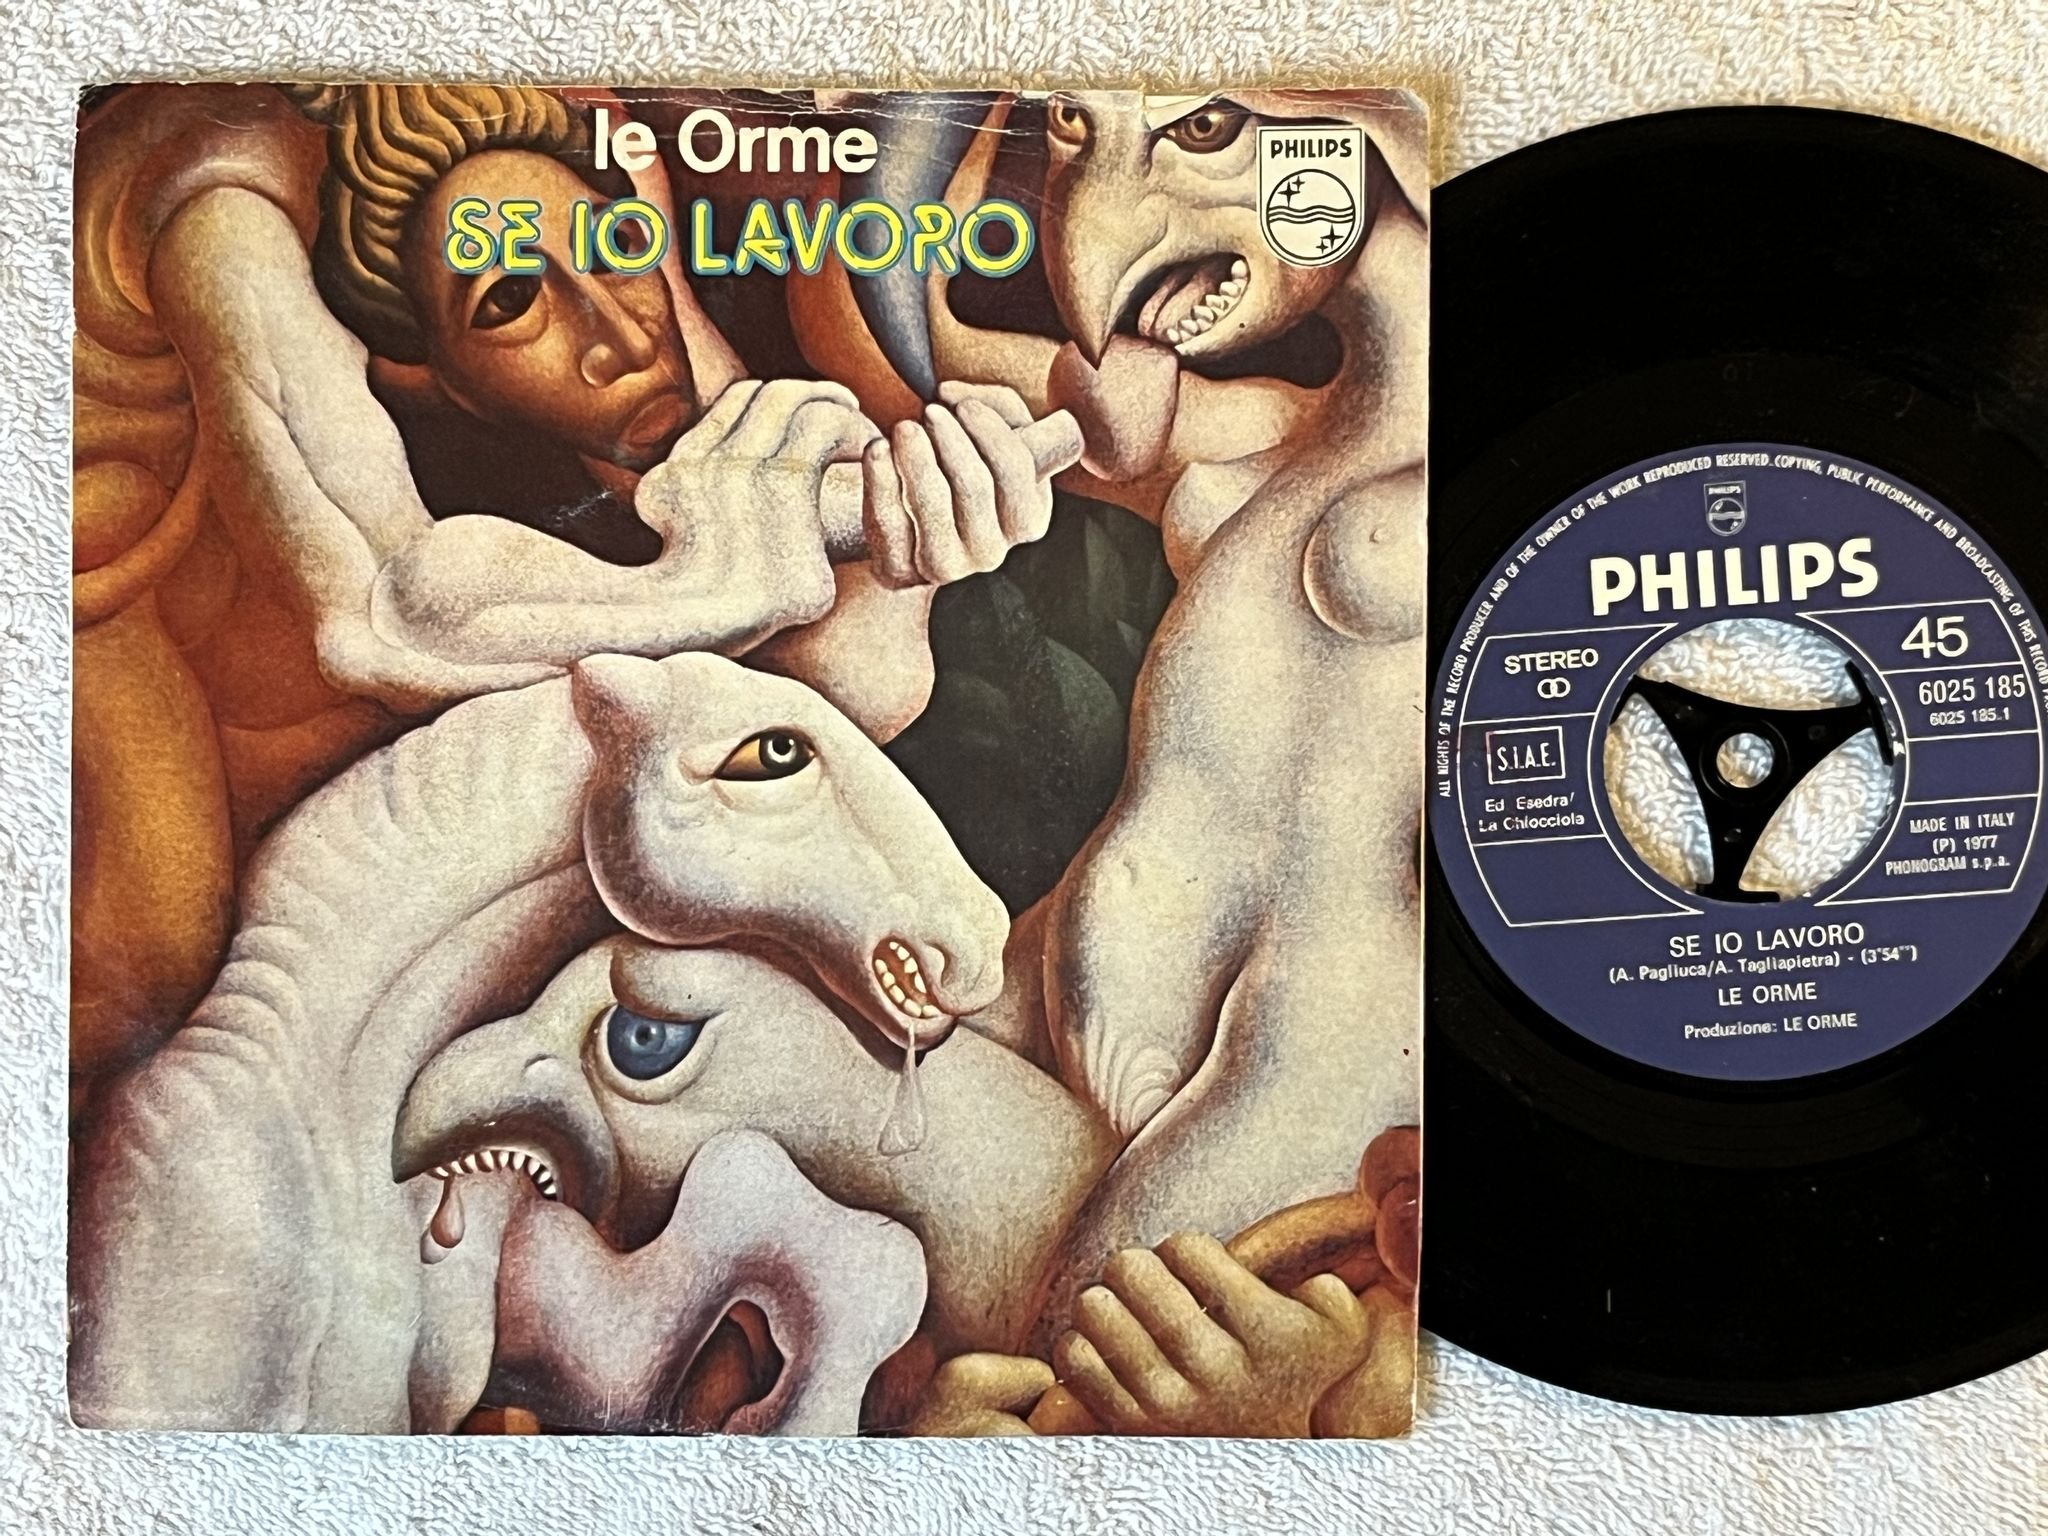 le Orme
SE IO LAVORO
PHILIPS
ALL RIGHTS OF THE RECORD PRODUCER AND OF THE OWNER OF THE WORK REPRODUCED RESERVED. COPYING, PUBLIC PERFORMANCE AND BROADCASTING OF THIS RECORD
PHILIPS
PHILIPS
STEREO
45
6025 185
6025 185.1
S.I.A.E.
Ed Esedra/
La Chiocciola
MADE IN ITALY
(P) 1977
PHONOGRAM s.p.a.
SE IO LAVORO
(A. Pagliuca/A. Tagliapietra) - (3'54'')
LE ORME
Produzione: LE ORME